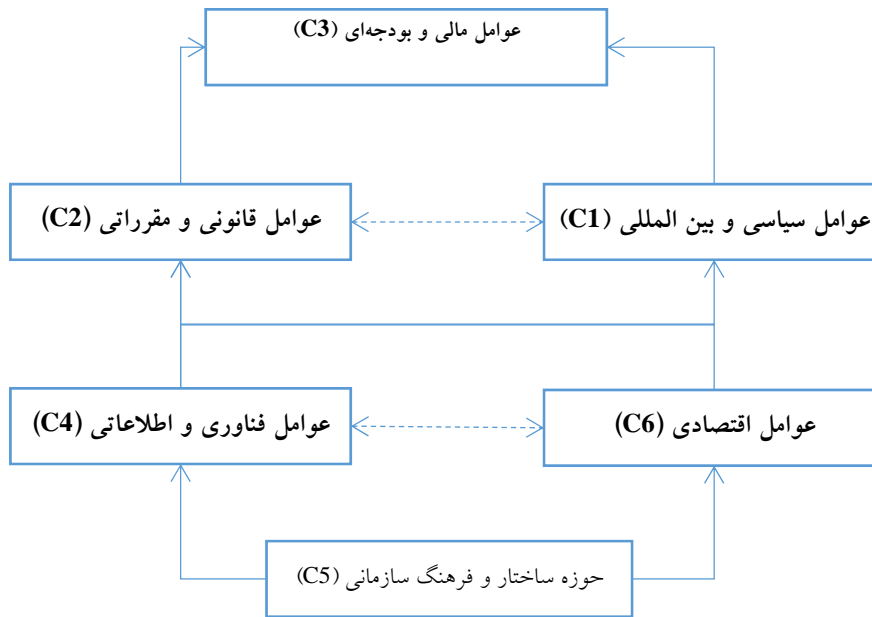 عوامل مالی و بودجه‌ای (C3)
عوامل سیاسی و بین المللی (C1)
عوامل قانونی و مقرراتی (C2)
عوامل اقتصادی (C6)
عوامل فناوری و اطلاعاتی (C4)
حوزه ساختار و فرهنگ سازمانی (C5)